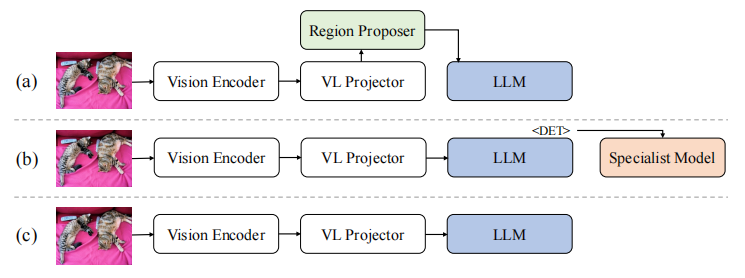 Region Proposer
(a) Vision Encoder VL Projector LLM
<DET>
(b) Vision Encoder VL Projector LLM Specialist Model
(c) Vision Encoder VL Projector LLM